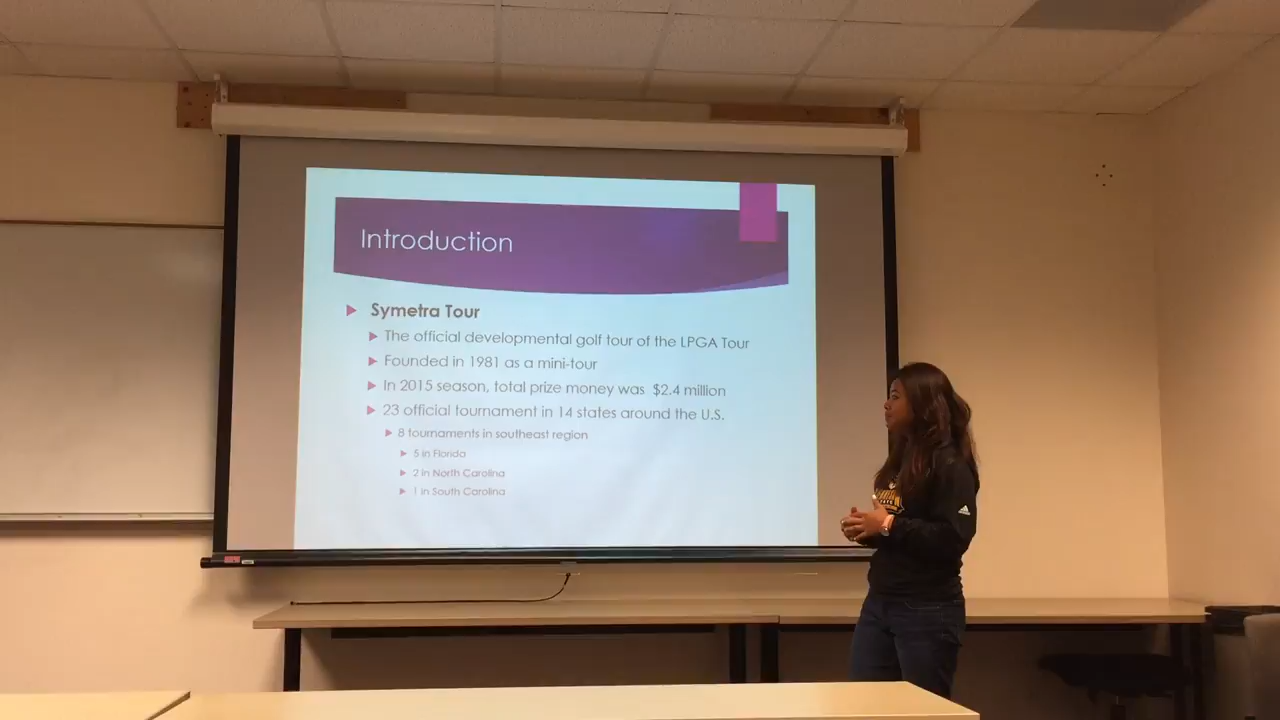 Introduction
Symetra Tour
The official developmental golf tour of the LPGA Tour
Founded in 1981 as a mini-tour
In 2015 season, total prize money was $2.4 million
23 official tournament in 14 states around the U.S.
8 tournaments in southeast region
5 in Florida
2 in North Carolina
1 in South Carolina